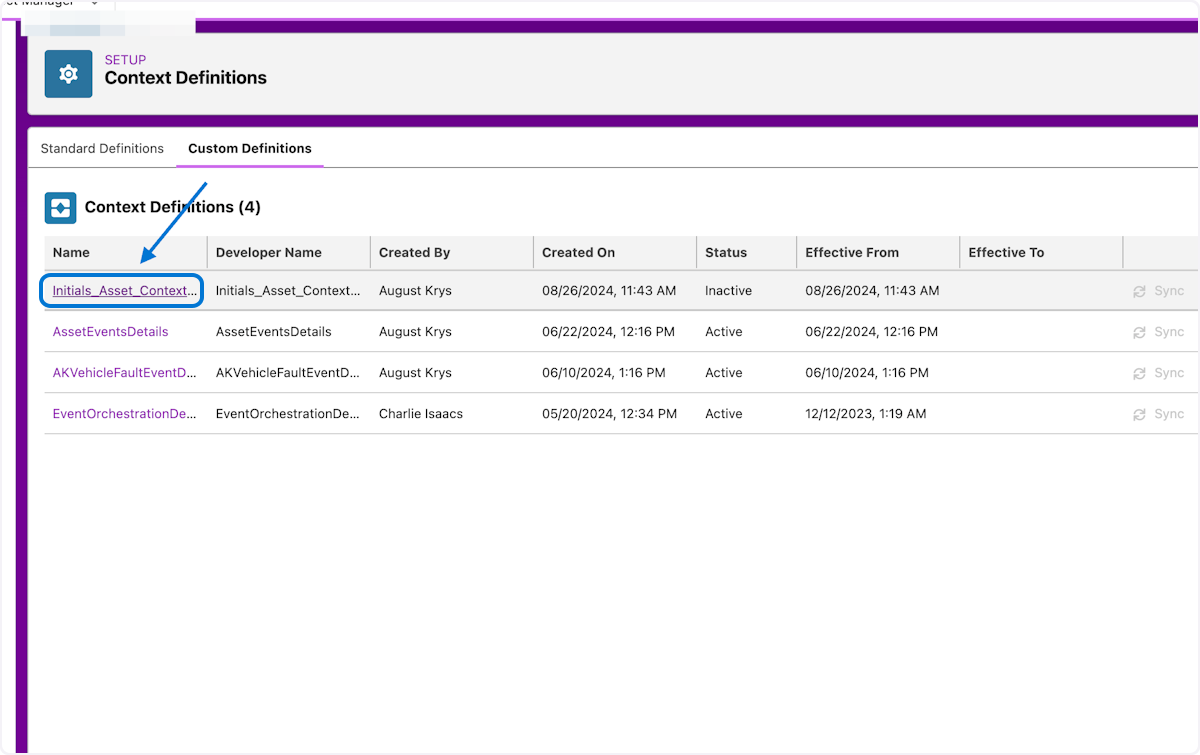 SETUP
Context Definitions
Standard Definitions Custom Definitions
Context Definitions (4)
Name Developer Name Created By Created On Status Effective From Effective To
Initials_Asset_Context... Initials_Asset_Context... August Krys 08/26/2024, 11:43 AM Inactive 08/26/2024, 11:43 AM Sync
AssetEventsDetails AssetEventsDetails August Krys 06/22/2024, 12:16 PM Active 06/22/2024, 12:16 PM Sync
AKVehicleFaultEventD... AKVehicleFaultEventD... August Krys 06/10/2024, 1:16 PM Active 06/10/2024, 1:16 PM Sync
EventOrchestrationDe... EventOrchestrationDe... Charlie Isaacs 05/20/2024, 12:34 PM Active 12/12/2023, 1:19 AM Sync